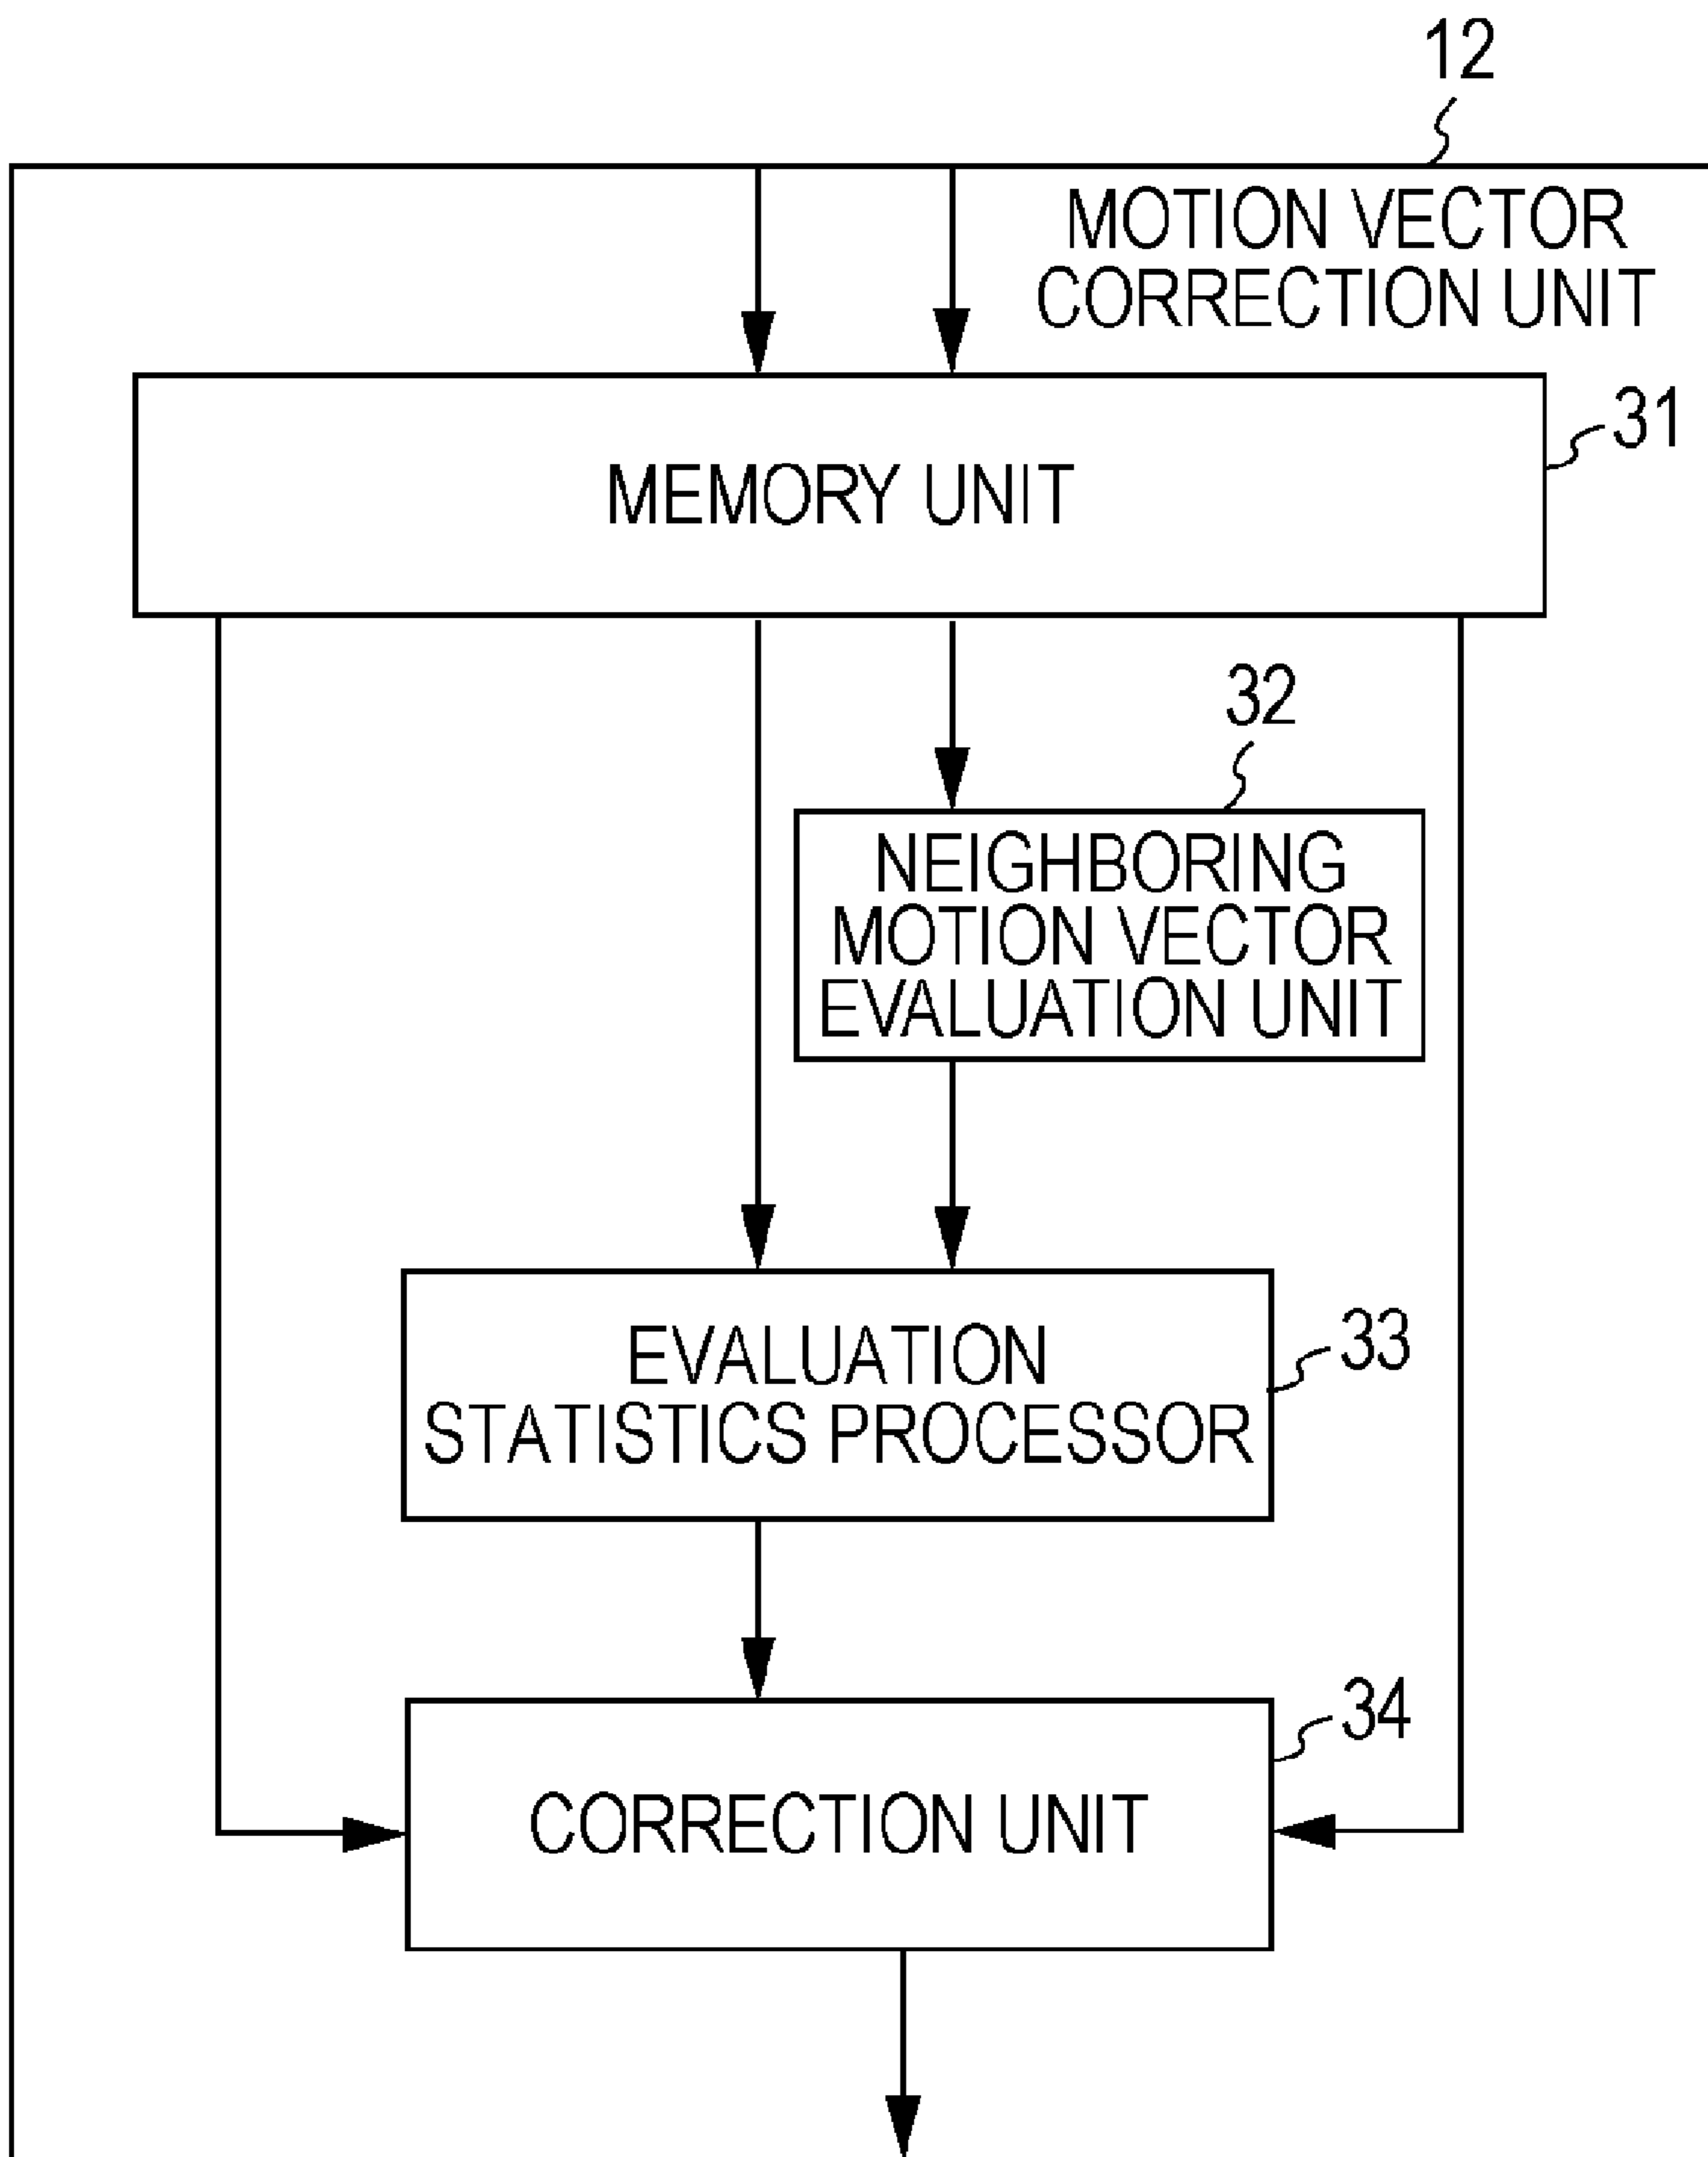 12
MOTION VECTOR
CORRECTION UNIT
31
MEMORY UNIT
32
NEIGHBORING
MOTION VECTOR
EVALUATION UNIT
33
EVALUATION
STATISTICS PROCESSOR
34
CORRECTION UNIT